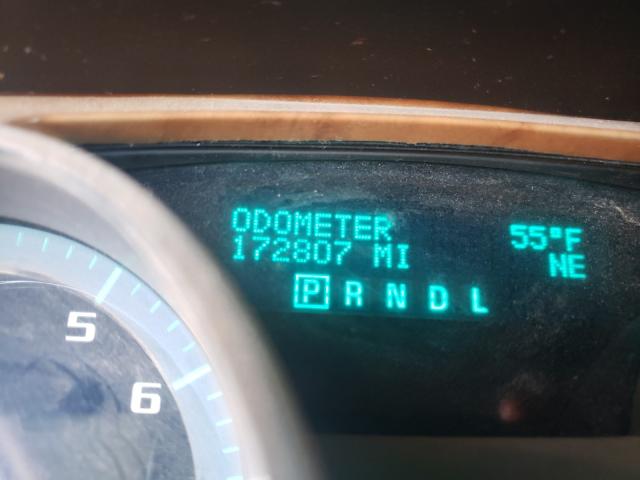 ODOMETER 55°F
172807 MI NE
P R N D L
5
6